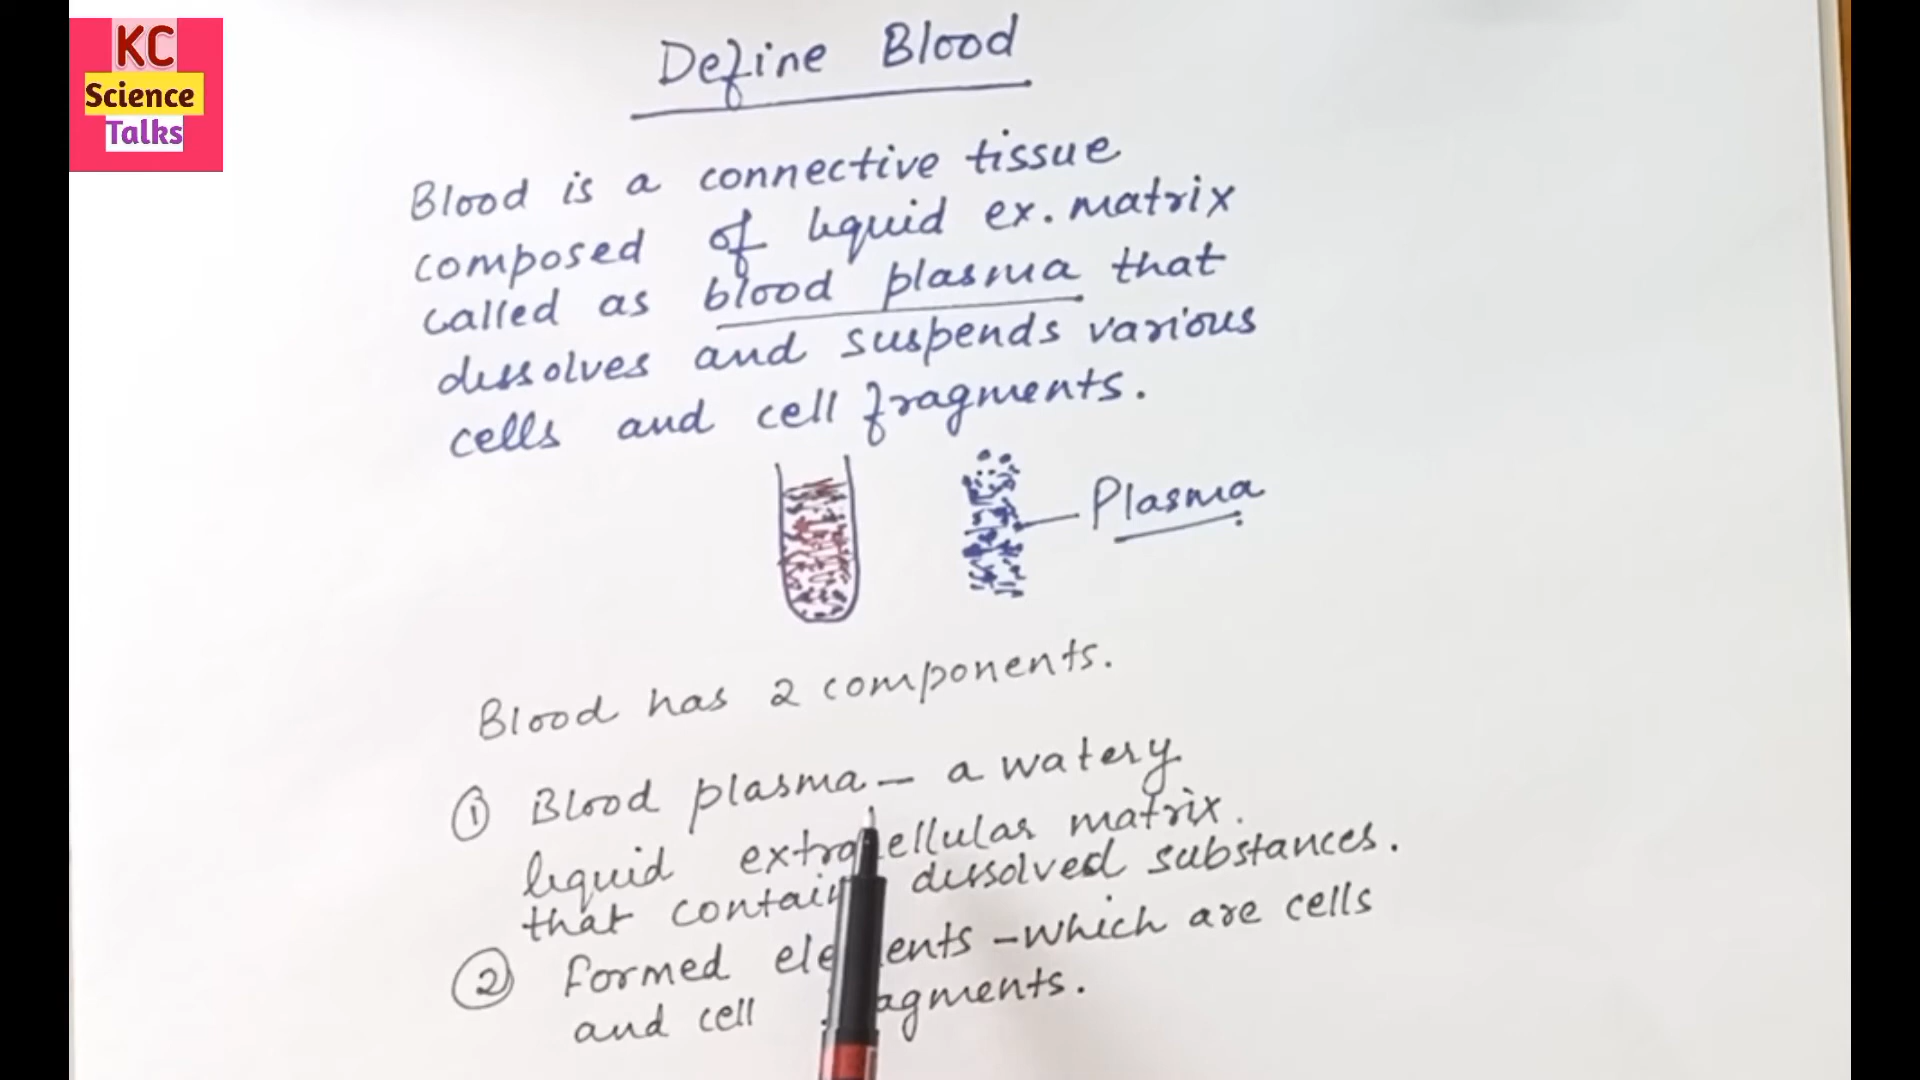 KC
Science
Talks
Define Blood
Blood is a connective tissue
composed of liquid ex. matrix
called as blood plasma that
dissolves and suspends various
cells and cell fragments.
Plasma
Blood has 2 components.
① Blood plasma – a watery
liquid extracellular matrix.
that contain dissolved substances.
② Formed elements – which are cells
and cell fragments.